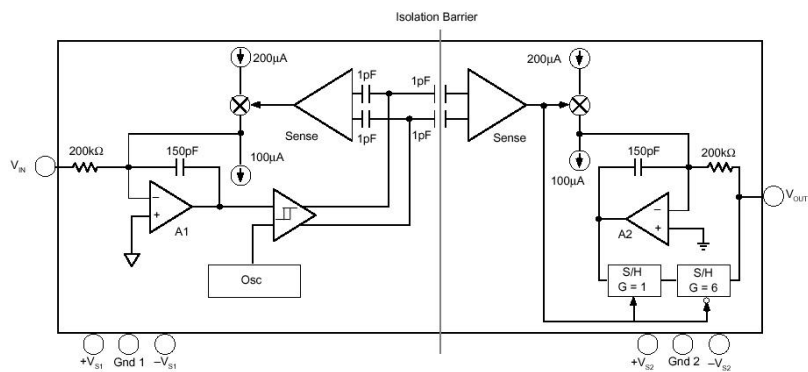 Isolation Barrier
200µA
200µA
1pF
1pF
1pF
1pF
Sense
Sense
200kΩ
150pF
100µA
150pF
200kΩ
100µA
V_IN
V_OUT
−
+
A1
−
+
A2
Osc
S/H
G = 1
S/H
G = 6
+V_S1
Gnd 1
−V_S1
+V_S2
Gnd 2
−V_S2